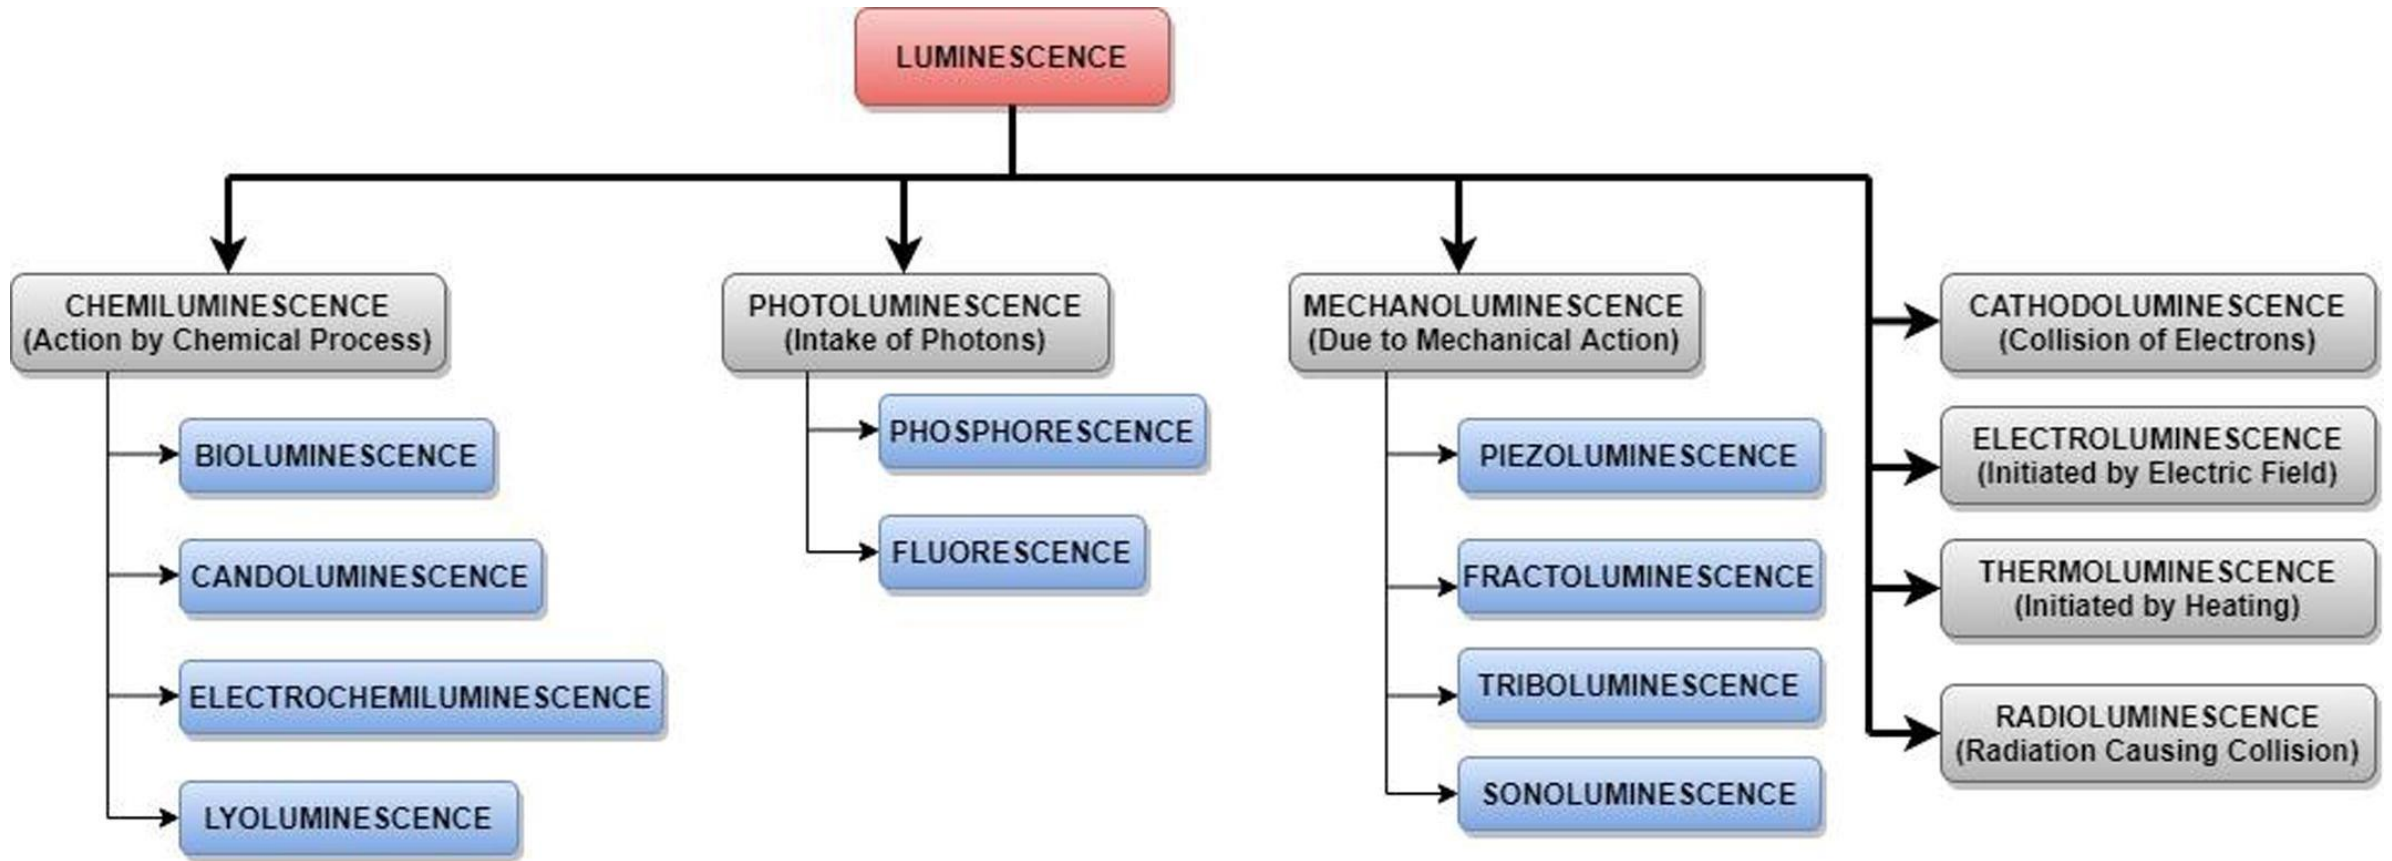 LUMINESCENCE
CHEMILUMINESCENCE
(Action by Chemical Process)
BIOLUMINESCENCE
CANDOLUMINESCENCE
ELECTROCHEMILUMINESCENCE
LYOLUMINESCENCE
PHOTOLUMINESCENCE
(Intake of Photons)
PHOSPHORESCENCE
FLUORESCENCE
MECHANOLUMINESCENCE
(Due to Mechanical Action)
PIEZOLUMINESCENCE
FRACTOLUMINESCENCE
TRIBOLUMINESCENCE
SONOLUMINESCENCE
CATHODOLUMINESCENCE
(Collision of Electrons)
ELECTROLUMINESCENCE
(Initiated by Electric Field)
THERMOLUMINESCENCE
(Initiated by Heating)
RADIOLUMINESCENCE
(Radiation Causing Collision)